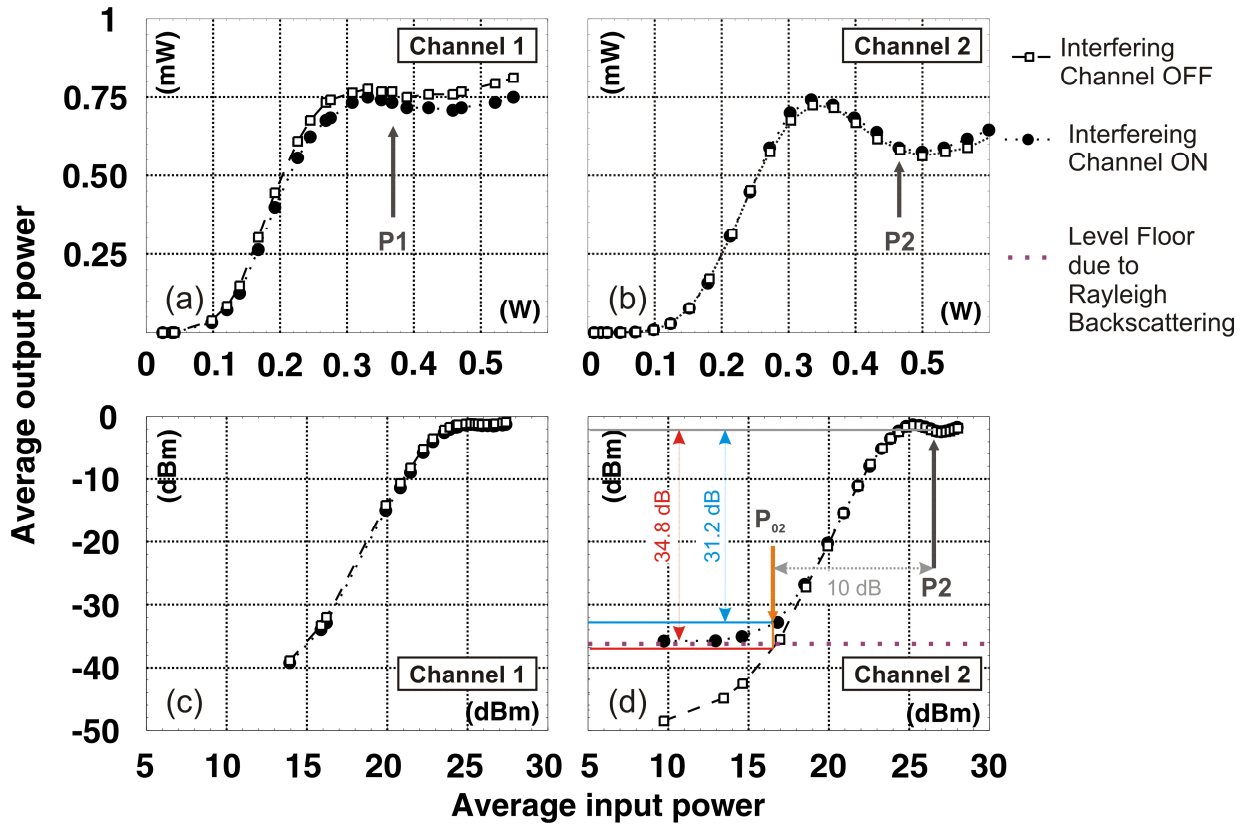 Average output power
1
0.75
0.50
0.25
(mW)
Channel 1
P1
(a)
(W)
0
0.1
0.2
0.3
0.4
0.5
(mW)
Channel 2
P2
(b)
(W)
0
0.1
0.2
0.3
0.4
0.5
Interfering
Channel OFF
Interfereing
Channel ON
Level Floor
due to
Rayleigh
Backscattering
0
-10
-20
-30
-40
-50
(dBm)
Channel 1
(c)
(dBm)
5
10
15
20
25
30
(dBm)
34.8 dB
31.2 dB
P02
10 dB
P2
Channel 2
(d)
(dBm)
5
10
15
20
25
30
Average input power